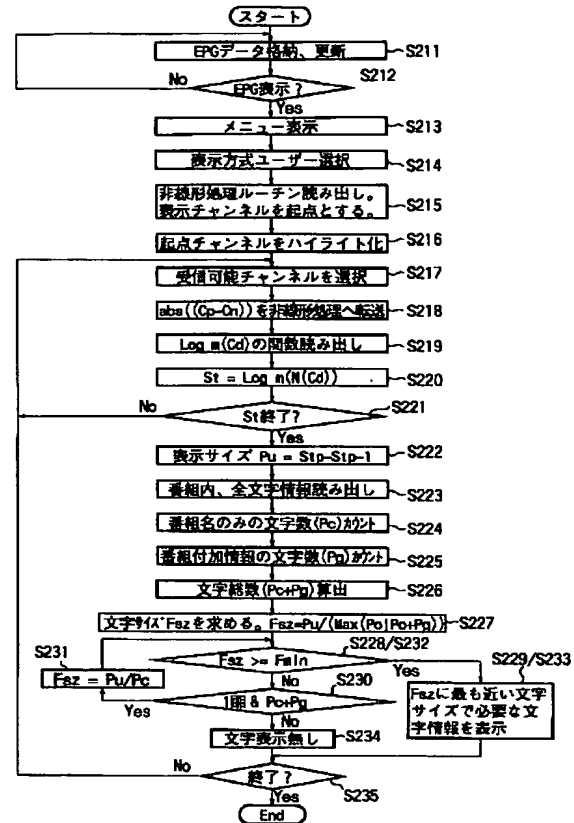 スタート
EPGデータ格納、更新
S211
No
S212
EPG表示？
Yes
メニュー表示
S213
表示方式ユーザー選択
S214
非線形処理ルーチン読み出し。
表示チャンネルを起点とする。
S215
起点チャンネルをハイライト化
S216
受信可能チャンネルを選択
S217
abs((Cp-Cn))を非線形処理へ転送
S218
Log m(Cd)の関数読み出し
S219
St = Log m(N(Cd))
S220
No
S221
St終了？
Yes
表示サイズ Pu = Stp-Stp-1
S222
番組内、全文字情報読み出し
S223
番組名のみの文字数(Pc)カウント
S224
番組付加情報の文字数(Pg)カウント
S225
文字総数(Pc+Pg)算出
S226
文字サイズFszを求める。Fsz=Pu/(Max(Pc|Pc+Pg))
S227
S231
S228/S232
Fsz = Pu/Pc
Fsz >= Fmin
Yes
S229/S233
No
S230
1回 & Pc+Pg
Yes
Fszに最も近い文字
サイズで必要な文
字情報を表示
No
文字表示無し
S234
No
終了？
S235
Yes
End